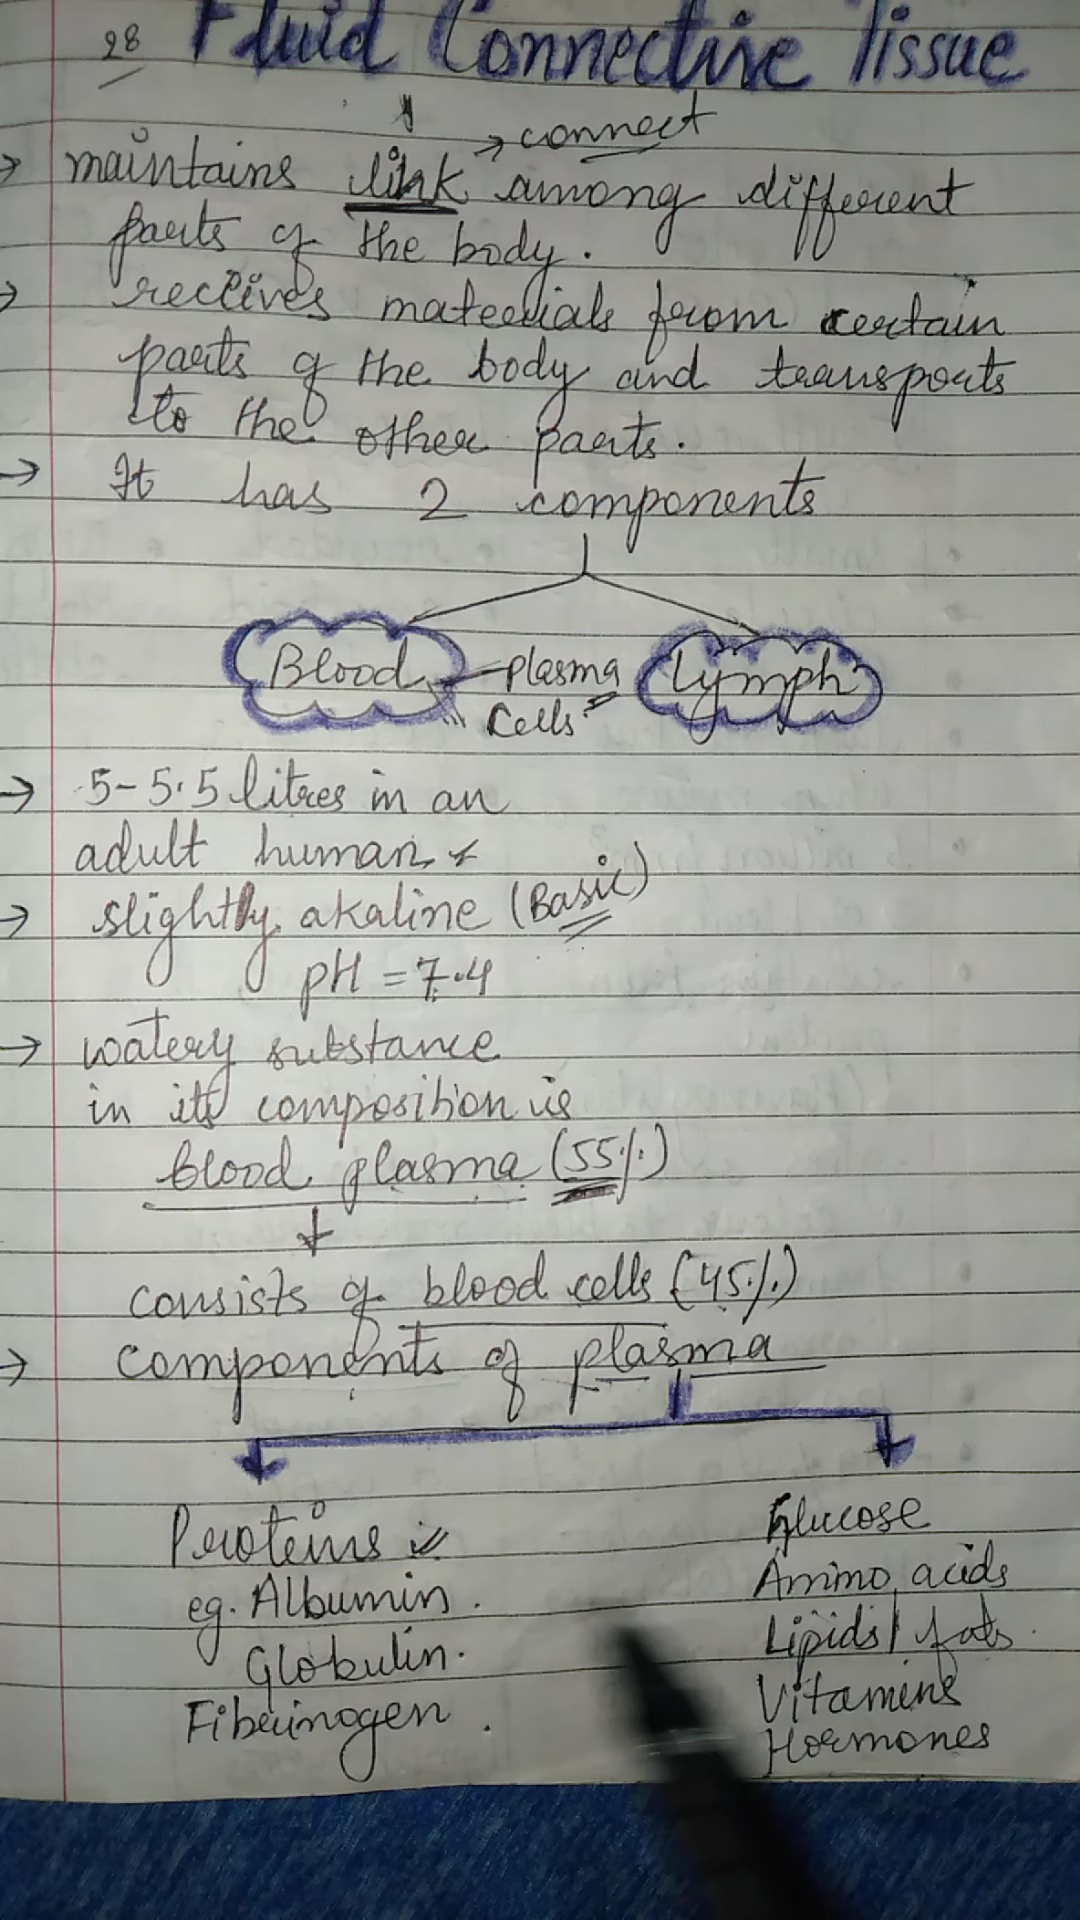 28 Fluid Connective Tissue
→ connect
→ maintains link among different
parts of the body.
→ receives materials from certain
parts of the body and transports
to the other parts.
→ It has 2 components
Blood plasma Lymph
Cells
→ 5-5.5 litres in an
adult human
→ slightly akaline (Basic)
pH = 7.4
→ watery substance
in its composition is
blood plasma (55%)
consists of blood cells (45%)
→ components of plasma
Proteins
eg. Albumin.
Globulin.
Fibrinogen.
Glucose
Amino acids
Lipids/fats
Vitamins
Hormones